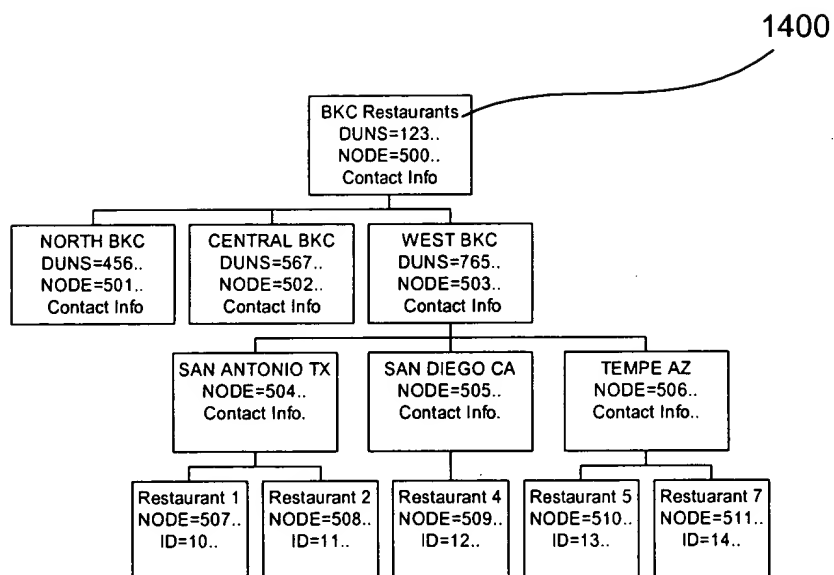 1400
BKC Restaurants
DUNS=123..
NODE=500..
Contact Info
NORTH BKC
DUNS=456..
NODE=501..
Contact Info
CENTRAL BKC
DUNS=567..
NODE=502..
Contact Info
WEST BKC
DUNS=765..
NODE=503..
Contact Info
SAN ANTONIO TX
NODE=504..
Contact Info.
SAN DIEGO CA
NODE=505..
Contact Info.
TEMPE AZ
NODE=506..
Contact Info..
Restaurant 1
NODE=507..
ID=10..
Restaurant 2
NODE=508..
ID=11..
Restaurant 4
NODE=509..
ID=12..
Restaurant 5
NODE=510..
ID=13..
Restuarant 7
NODE=511..
ID=14..